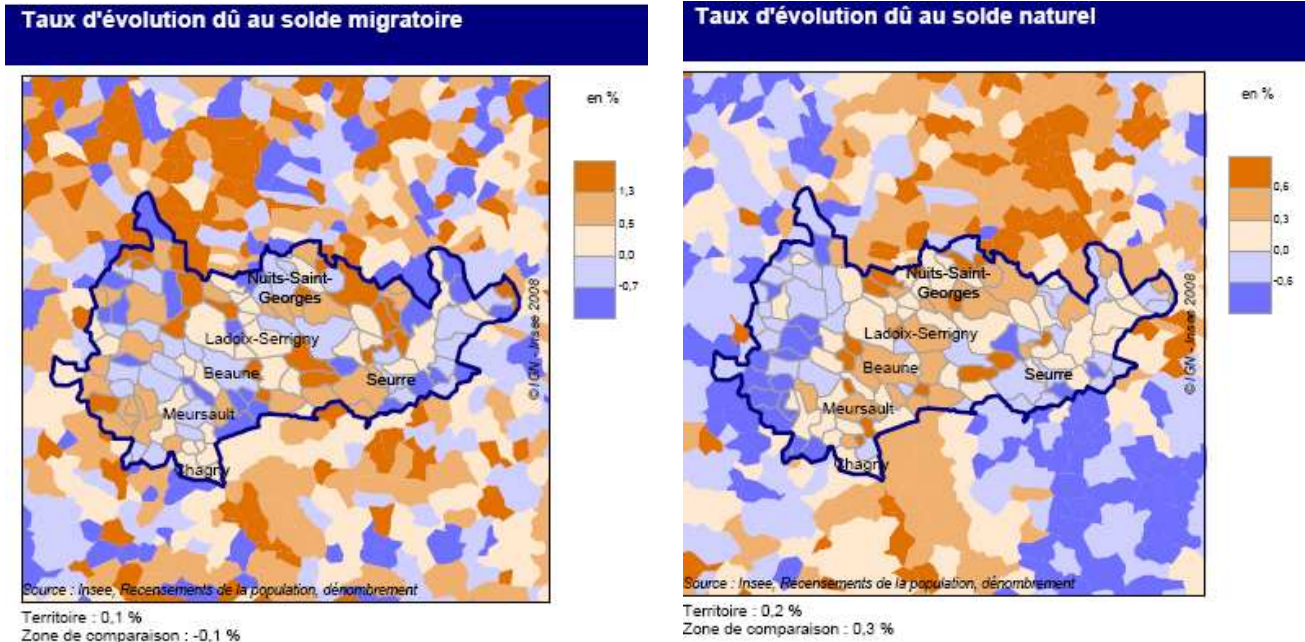 Taux d'évolution dû au solde migratoire
en %
1,3
0,5
0,0
-0,7
Nuits-Saint-
Georges
Ladoix-Serrigny
Beaune
Seurre
Meursault
Chagny
© IGN - Insee 2008
Source : Insee, Recensements de la population, dénombrement
Territoire : 0,1 %
Zone de comparaison : -0,1 %
Taux d'évolution dû au solde naturel
en %
0,6
0,3
0,0
-0,6
Nuits-Saint-
Georges
Ladoix-Serrigny
Beaune
Seurre
Meursault
Chagny
© IGN - Insee 2008
Source : Insee, Recensements de la population, dénombrement
Territoire : 0,2 %
Zone de comparaison : 0,3 %